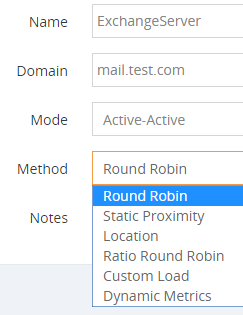 Name ExchangeServer
Domain mail.test.com
Mode Active-Active
Method Round Robin
Round Robin
Notes Static Proximity
Location
Ratio Round Robin
Custom Load
Dynamic Metrics